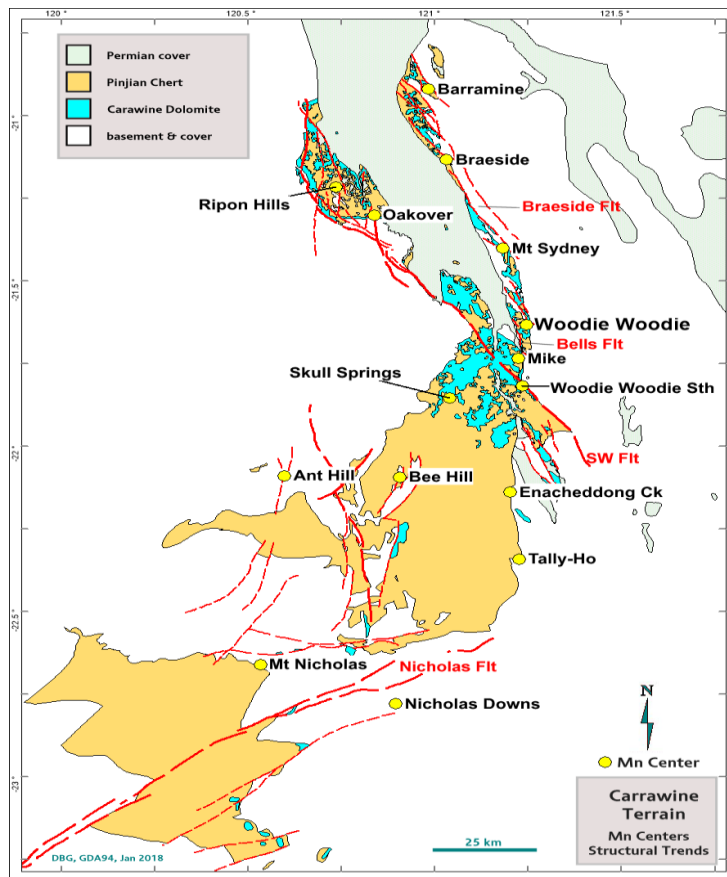 120.5 °
121 °
121.5 °
Permian cover
Pinjian Chert
Carawine Dolomite
basement & cover
-21 °
-21.5 °
-22 °
-22.5 °
-23 °
Barramine
Braeside
Ripon Hills
Oakover
Braeside Flt
Mt Sydney
Woodie Woodie
Bells Flt
Mike
Skull Springs
Woodie Woodie Sth
SW Flt
Ant Hill
Bee Hill
Enacheddong Ck
Tally-Ho
Mt Nicholas
Nicholas Flt
Nicholas Downs
N
Mn Center
Carrawine
Terrain
Mn Centers
Structural Trends
25 km
DBG, GDA94, Jan 2018